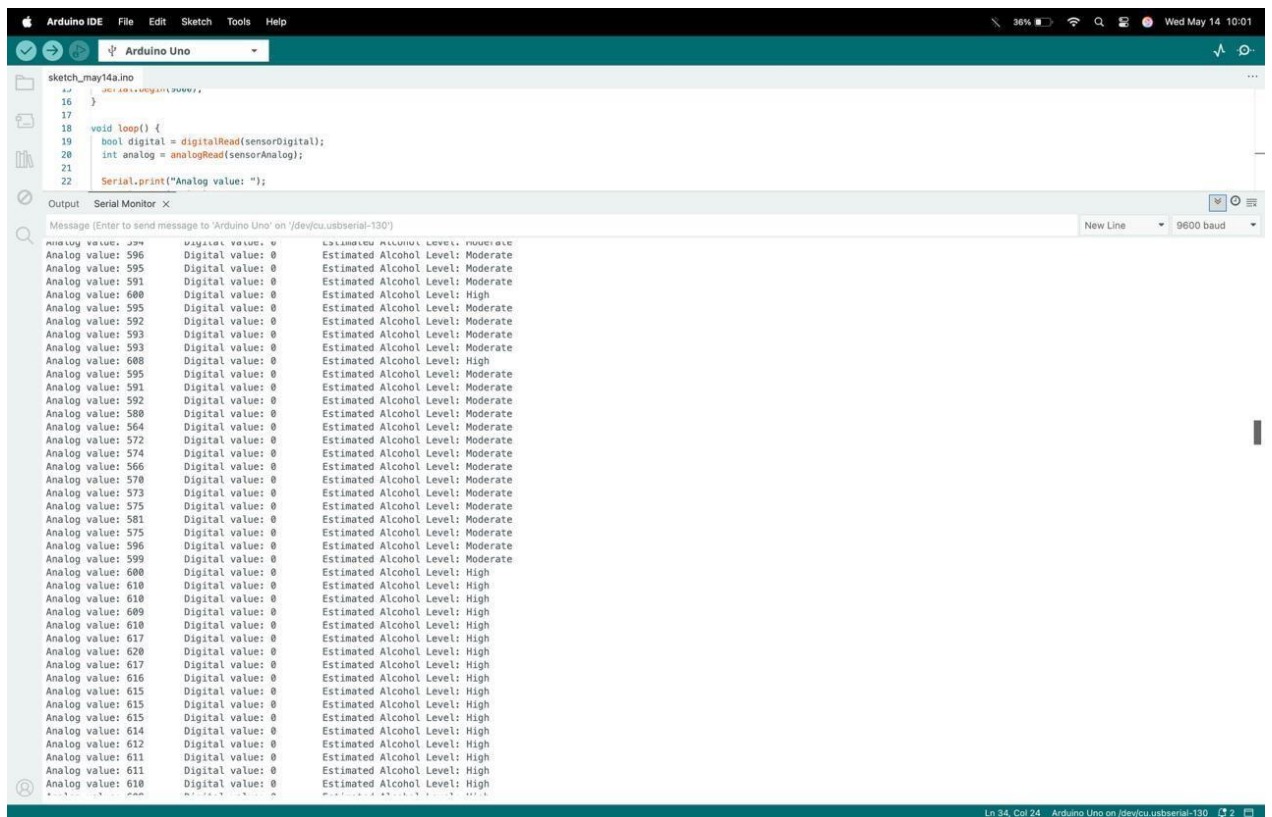 Arduino IDE File Edit Sketch Tools Help 36% Wed May 14 10:01
Arduino Uno
sketch_may14a.ino
15 Serial.begin(9600);
16 }
17
18 void loop() {
19 bool digital = digitalRead(sensorDigital);
20 int analog = analogRead(sensorAnalog);
21
22 Serial.print("Analog value: ");
Output Serial Monitor ×
Message (Enter to send message to 'Arduino Uno' on '/dev/cu.usbserial-130') New Line 9600 baud
Analog value: 594 Digital value: 0 Estimated Alcohol Level: Moderate
Analog value: 596 Digital value: 0 Estimated Alcohol Level: Moderate
Analog value: 595 Digital value: 0 Estimated Alcohol Level: Moderate
Analog value: 591 Digital value: 0 Estimated Alcohol Level: Moderate
Analog value: 600 Digital value: 0 Estimated Alcohol Level: High
Analog value: 595 Digital value: 0 Estimated Alcohol Level: Moderate
Analog value: 592 Digital value: 0 Estimated Alcohol Level: Moderate
Analog value: 593 Digital value: 0 Estimated Alcohol Level: Moderate
Analog value: 593 Digital value: 0 Estimated Alcohol Level: Moderate
Analog value: 608 Digital value: 0 Estimated Alcohol Level: High
Analog value: 595 Digital value: 0 Estimated Alcohol Level: Moderate
Analog value: 591 Digital value: 0 Estimated Alcohol Level: Moderate
Analog value: 592 Digital value: 0 Estimated Alcohol Level: Moderate
Analog value: 580 Digital value: 0 Estimated Alcohol Level: Moderate
Analog value: 564 Digital value: 0 Estimated Alcohol Level: Moderate
Analog value: 572 Digital value: 0 Estimated Alcohol Level: Moderate
Analog value: 574 Digital value: 0 Estimated Alcohol Level: Moderate
Analog value: 566 Digital value: 0 Estimated Alcohol Level: Moderate
Analog value: 570 Digital value: 0 Estimated Alcohol Level: Moderate
Analog value: 573 Digital value: 0 Estimated Alcohol Level: Moderate
Analog value: 575 Digital value: 0 Estimated Alcohol Level: Moderate
Analog value: 581 Digital value: 0 Estimated Alcohol Level: Moderate
Analog value: 575 Digital value: 0 Estimated Alcohol Level: Moderate
Analog value: 596 Digital value: 0 Estimated Alcohol Level: Moderate
Analog value: 599 Digital value: 0 Estimated Alcohol Level: Moderate
Analog value: 600 Digital value: 0 Estimated Alcohol Level: High
Analog value: 610 Digital value: 0 Estimated Alcohol Level: High
Analog value: 610 Digital value: 0 Estimated Alcohol Level: High
Analog value: 609 Digital value: 0 Estimated Alcohol Level: High
Analog value: 610 Digital value: 0 Estimated Alcohol Level: High
Analog value: 617 Digital value: 0 Estimated Alcohol Level: High
Analog value: 620 Digital value: 0 Estimated Alcohol Level: High
Analog value: 617 Digital value: 0 Estimated Alcohol Level: High
Analog value: 616 Digital value: 0 Estimated Alcohol Level: High
Analog value: 615 Digital value: 0 Estimated Alcohol Level: High
Analog value: 615 Digital value: 0 Estimated Alcohol Level: High
Analog value: 615 Digital value: 0 Estimated Alcohol Level: High
Analog value: 614 Digital value: 0 Estimated Alcohol Level: High
Analog value: 612 Digital value: 0 Estimated Alcohol Level: High
Analog value: 611 Digital value: 0 Estimated Alcohol Level: High
Analog value: 611 Digital value: 0 Estimated Alcohol Level: High
Analog value: 610 Digital value: 0 Estimated Alcohol Level: High
Ln 34, Col 24 Arduino Uno on /dev/cu.usbserial-130 2